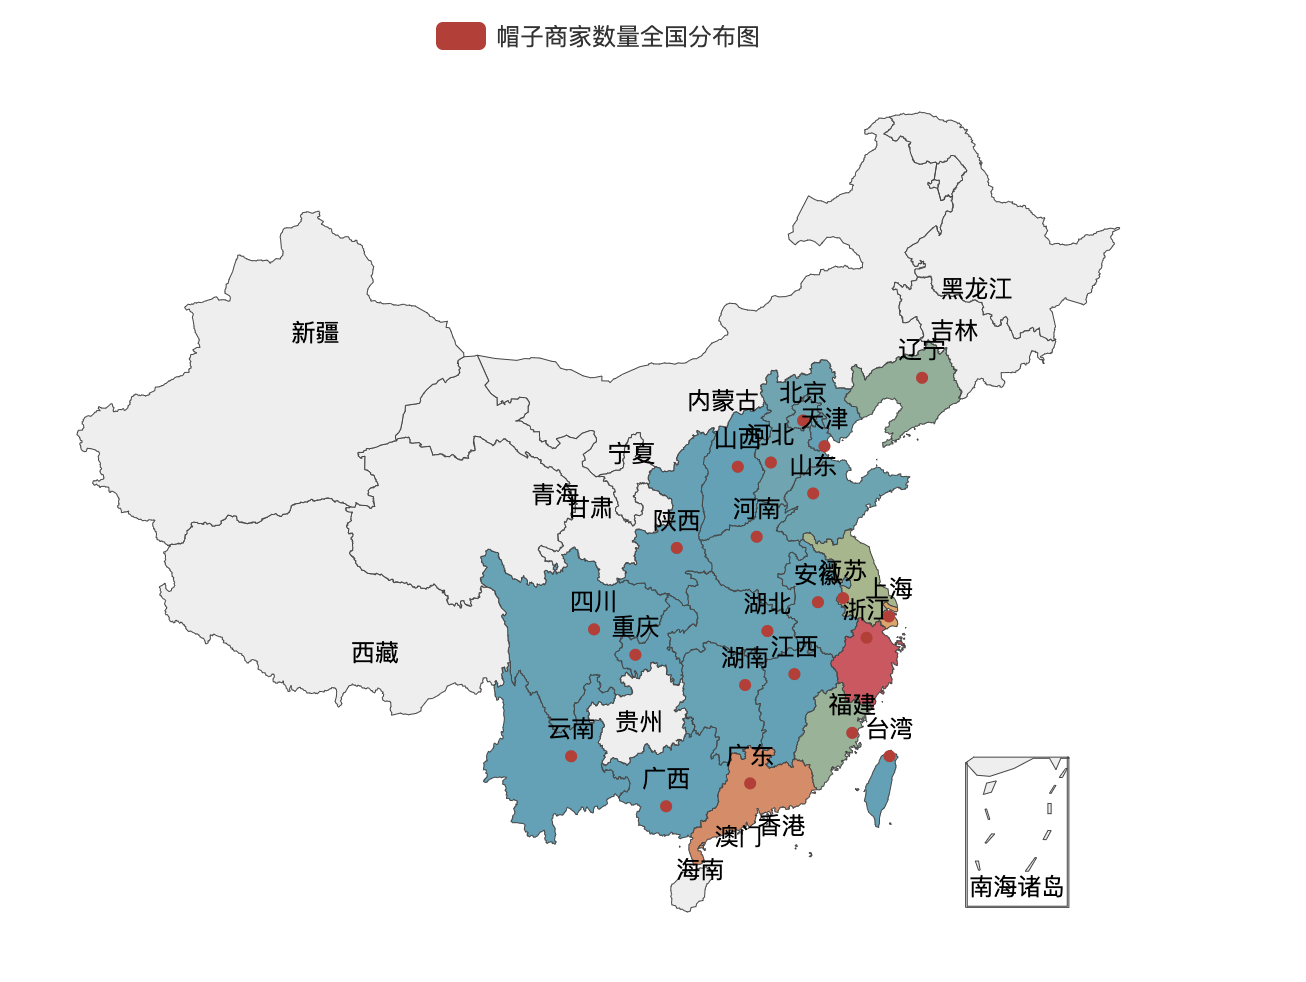 帽子商家数量全国分布图
黑龙江
吉林
新疆
辽宁
北京
内蒙古
天津
河北
山西
宁夏
山东
青海
甘肃
河南
陕西
江苏
安徽
上海
四川
湖北
浙江
重庆
江西
西藏
湖南
福建
贵州
云南
台湾
广东
广西
香港
澳门
海南
南海诸岛